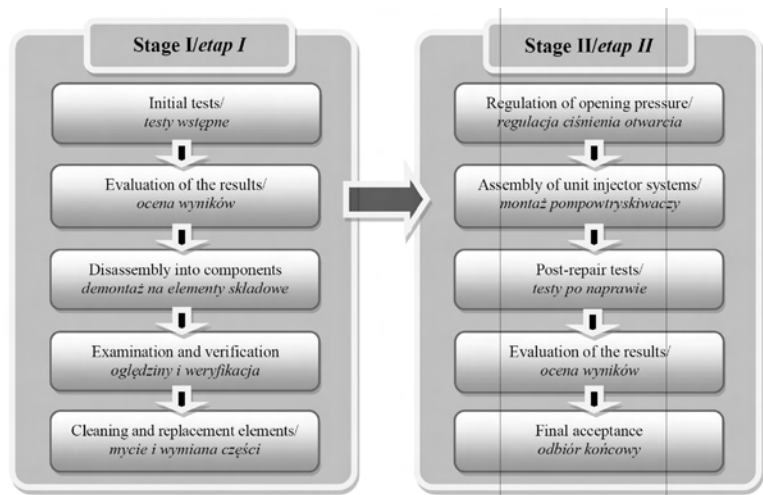 Stage I/etap I
Initial tests/
testy wstępne
Evaluation of the results/
ocena wyników
Disassembly into components
demontaż na elementy składowe
Examination and verification
oględziny i weryfikacja
Cleaning and replacement elements/
mycie i wymiana części
Stage II/etap II
Regulation of opening pressure/
regulacja ciśnienia otwarcia
Assembly of unit injector systems/
montaż pompowtryskiwaczy
Post-repair tests/
testy po naprawie
Evaluation of the results/
ocena wyników
Final acceptance
odbiór końcowy